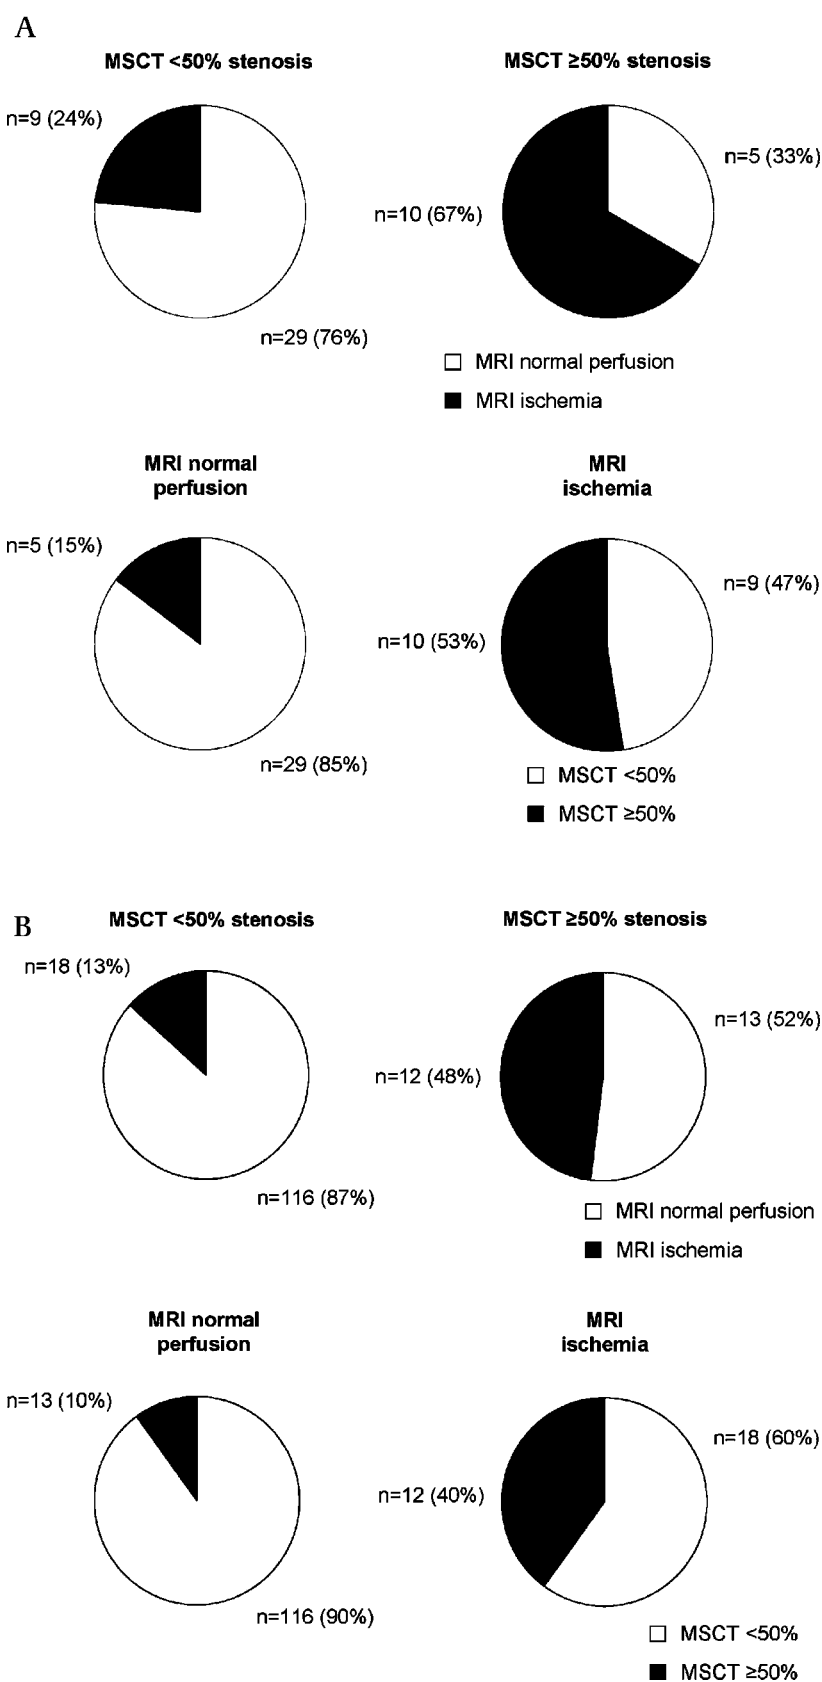 A
MSCT <50% stenosis
MSCT ≥50% stenosis
n=9 (24%)
n=5 (33%)
n=10 (67%)
n=29 (76%)
MRI normal perfusion
MRI ischemia
MRI normal
perfusion
MRI
ischemia
n=5 (15%)
n=9 (47%)
n=10 (53%)
n=29 (85%)
MSCT <50%
MSCT ≥50%
B
MSCT <50% stenosis
MSCT ≥50% stenosis
n=18 (13%)
n=13 (52%)
n=12 (48%)
n=116 (87%)
MRI normal perfusion
MRI ischemia
MRI normal
perfusion
MRI
ischemia
n=13 (10%)
n=18 (60%)
n=12 (40%)
n=116 (90%)
MSCT <50%
MSCT ≥50%